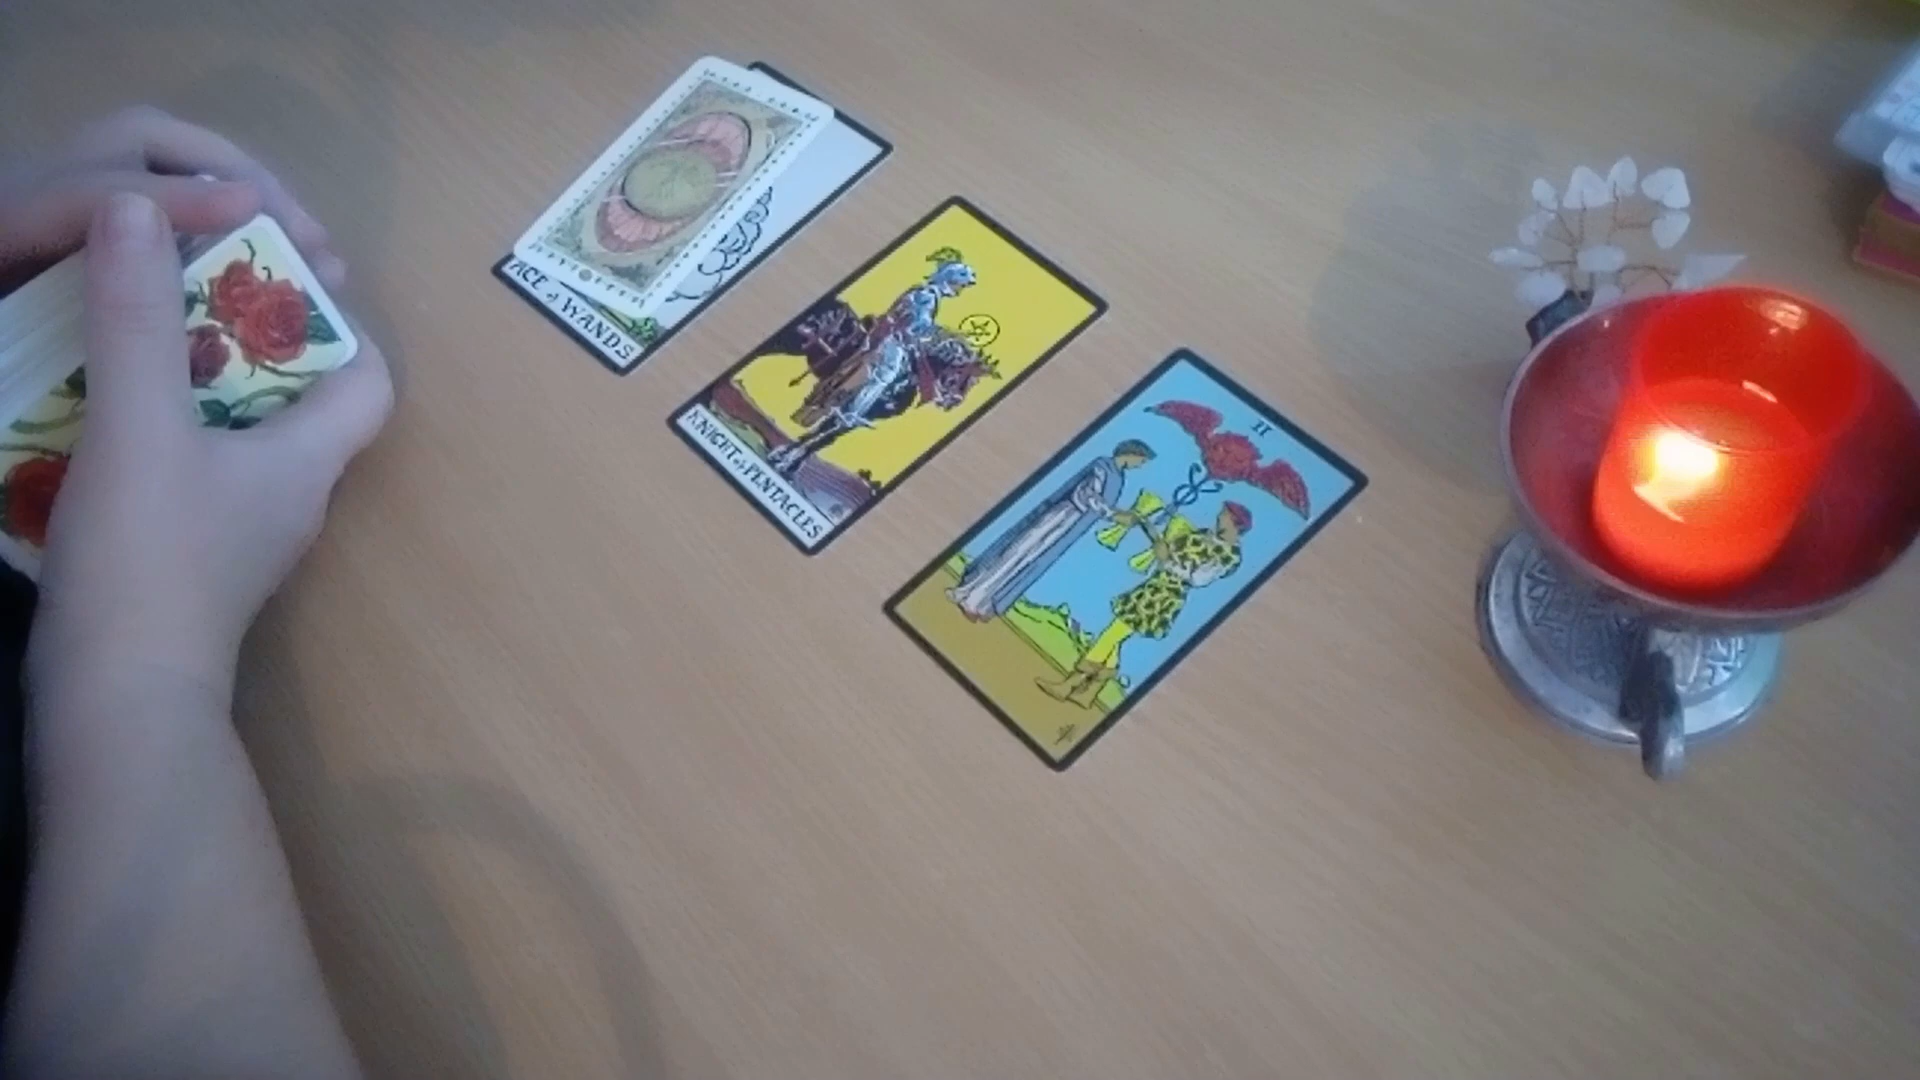 ACE of WANDS
KNIGHT of PENTACLES
II